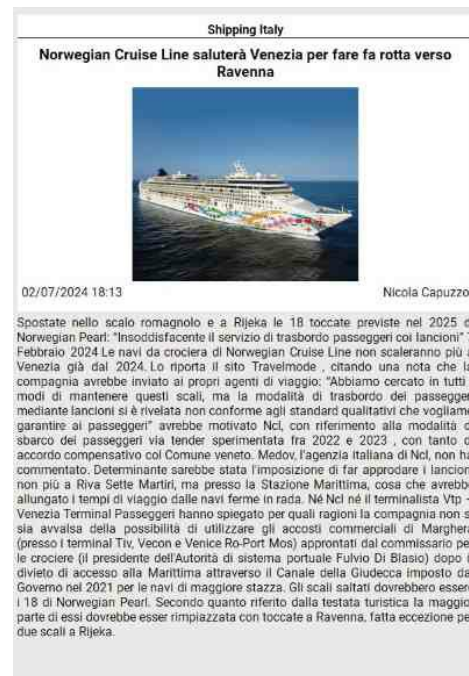 Shipping Italy
Norwegian Cruise Line saluterà Venezia per fare fa rotta verso
Ravenna
02/07/2024 18:13
Nicola Capuzzo
Spostate nello scalo romagnolo e a Rijeka le 18 toccate previste nel 2025 d
Norwegian Pearl: "Insoddisfacente il servizio di trasbordo passeggeri coi lancioni"
Febbraio 2024 Le navi da crociera di Norwegian Cruise Line non scaleranno più
Venezia già dal 2024. Lo riporta il sito Travelmode , citando una nota che la
compagnia avrebbe inviato ai propri agenti di viaggio: "Abbiamo cercato in tutti
modi di mantenere questi scali, ma la modalità di trasbordo dei passegger
mediante lancioni si è rivelata non conforme agli standard qualitativi che vogliam
garantire ai passeggeri" avrebbe motivato Ncl, con riferimento alla modalità d
sbarco dei passeggeri via tender sperimentata fra 2022 e 2023 , con tanto d
accordo compensativo col Comune veneto. Medov, l'agenzia italiana di Ncl, non ha
commentato. Determinante sarebbe stata l'imposizione di far approdare i lancion
non più a Riva Sette Martiri, ma presso la Stazione Marittima, cosa che avrebbe
allungato i tempi di viaggio dalle navi ferme in rada. Né Ncl né il terminalista Vtp -
Venezia Terminal Passegeri hanno spiegato per quali ragioni la compagnia non s
sia avvalsa della possibilità di utilizzare gli accosti commerciali di Margher
(presso i terminal Tiv, Vecon e Venice Ro-Port Mos) approntati dal commissario pe
le crociere (il presidente dell'Autorità di sistema portuale Fulvio Di Blasio) dopo i
divieto di accesso alla Marittima attraverso il Canale della Giudecca imposto da
Governo nel 2021 per le navi di maggiore stazza. Gli scali saltati dovrebbero esser
i 18 di Norwegian Pearl. Secondo quanto riferito dalla testata turistica la maggio
parte di essi dovrebbe esser rimpiazzata con toccate a Ravenna, fatta eccezione pe
due scali a Rijeka.